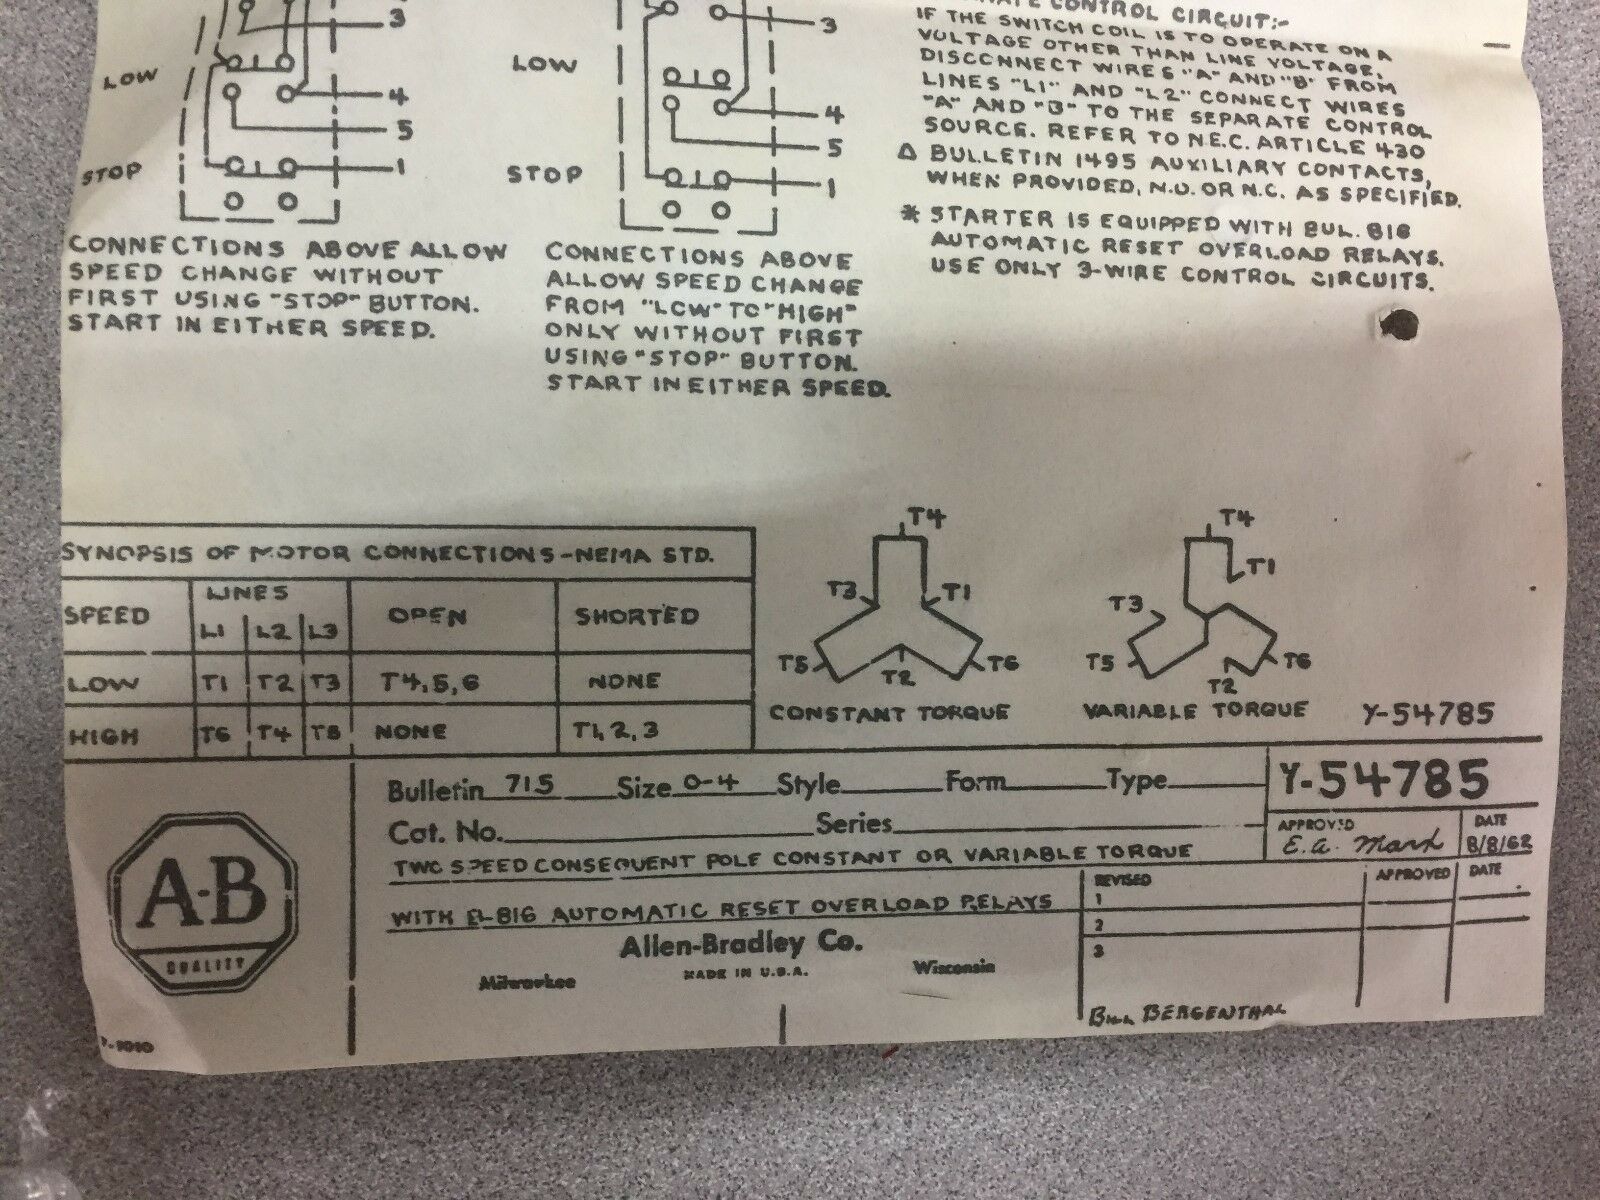 3
LOW
4
5
STOP
1
CONNECTIONS ABOVE ALLOW
SPEED CHANGE WITHOUT
FIRST USING "STOP" BUTTON.
START IN EITHER SPEED.
3
LOW
4
5
STOP
1
CONNECTIONS ABOVE
ALLOW SPEED CHANGE
FROM "LOW" TO "HIGH"
ONLY WITHOUT FIRST
USING "STOP" BUTTON.
START IN EITHER SPEED.
CONTROL CIRCUIT:-
IF THE SWITCH COIL IS TO OPERATE ON A
VOLTAGE OTHER THAN LINE VOLTAGE,
DISCONNECT WIRES "A" AND "B" FROM
LINES "L1" AND "L2" CONNECT WIRES
"A" AND "B" TO THE SEPARATE CONTROL
SOURCE. REFER TO N.E.C. ARTICLE 430
Δ BULLETIN 1495 AUXILIARY CONTACTS,
WHEN PROVIDED, N.O. OR N.C. AS SPECIFIED.
* STARTER IS EQUIPPED WITH BUL. 816
AUTOMATIC RESET OVERLOAD RELAYS.
USE ONLY 3-WIRE CONTROL CIRCUITS.
SYNOPSIS OF MOTOR CONNECTIONS-NEMA STD.
SPEED LINES OPEN SHORTED
L1 L2 L3
LOW T1 T2 T3 T4,5,6 NONE
HIGH T6 T4 T5 NONE T1,2,3
T4
T3 T1
T5 T2 T6
CONSTANT TORQUE
T4
T1
T3
T5 T2 T6
VARIABLE TORQUE
Y-54785
A-B
QUALITY
Bulletin 715 Size 0-4 Style Form Type
Y-54785
Cat. No. Series
APPROVED DATE
E.A. Mark 8/8/62
TWO SPEED CONSEQUENT POLE CONSTANT OR VARIABLE TORQUE
WITH BL-816 AUTOMATIC RESET OVERLOAD RELAYS
REVISED APPROVED DATE
1
2
3
Allen-Bradley Co.
Milwaukee MADE IN U.S.A. Wisconsin
BILL BERGENTHAL